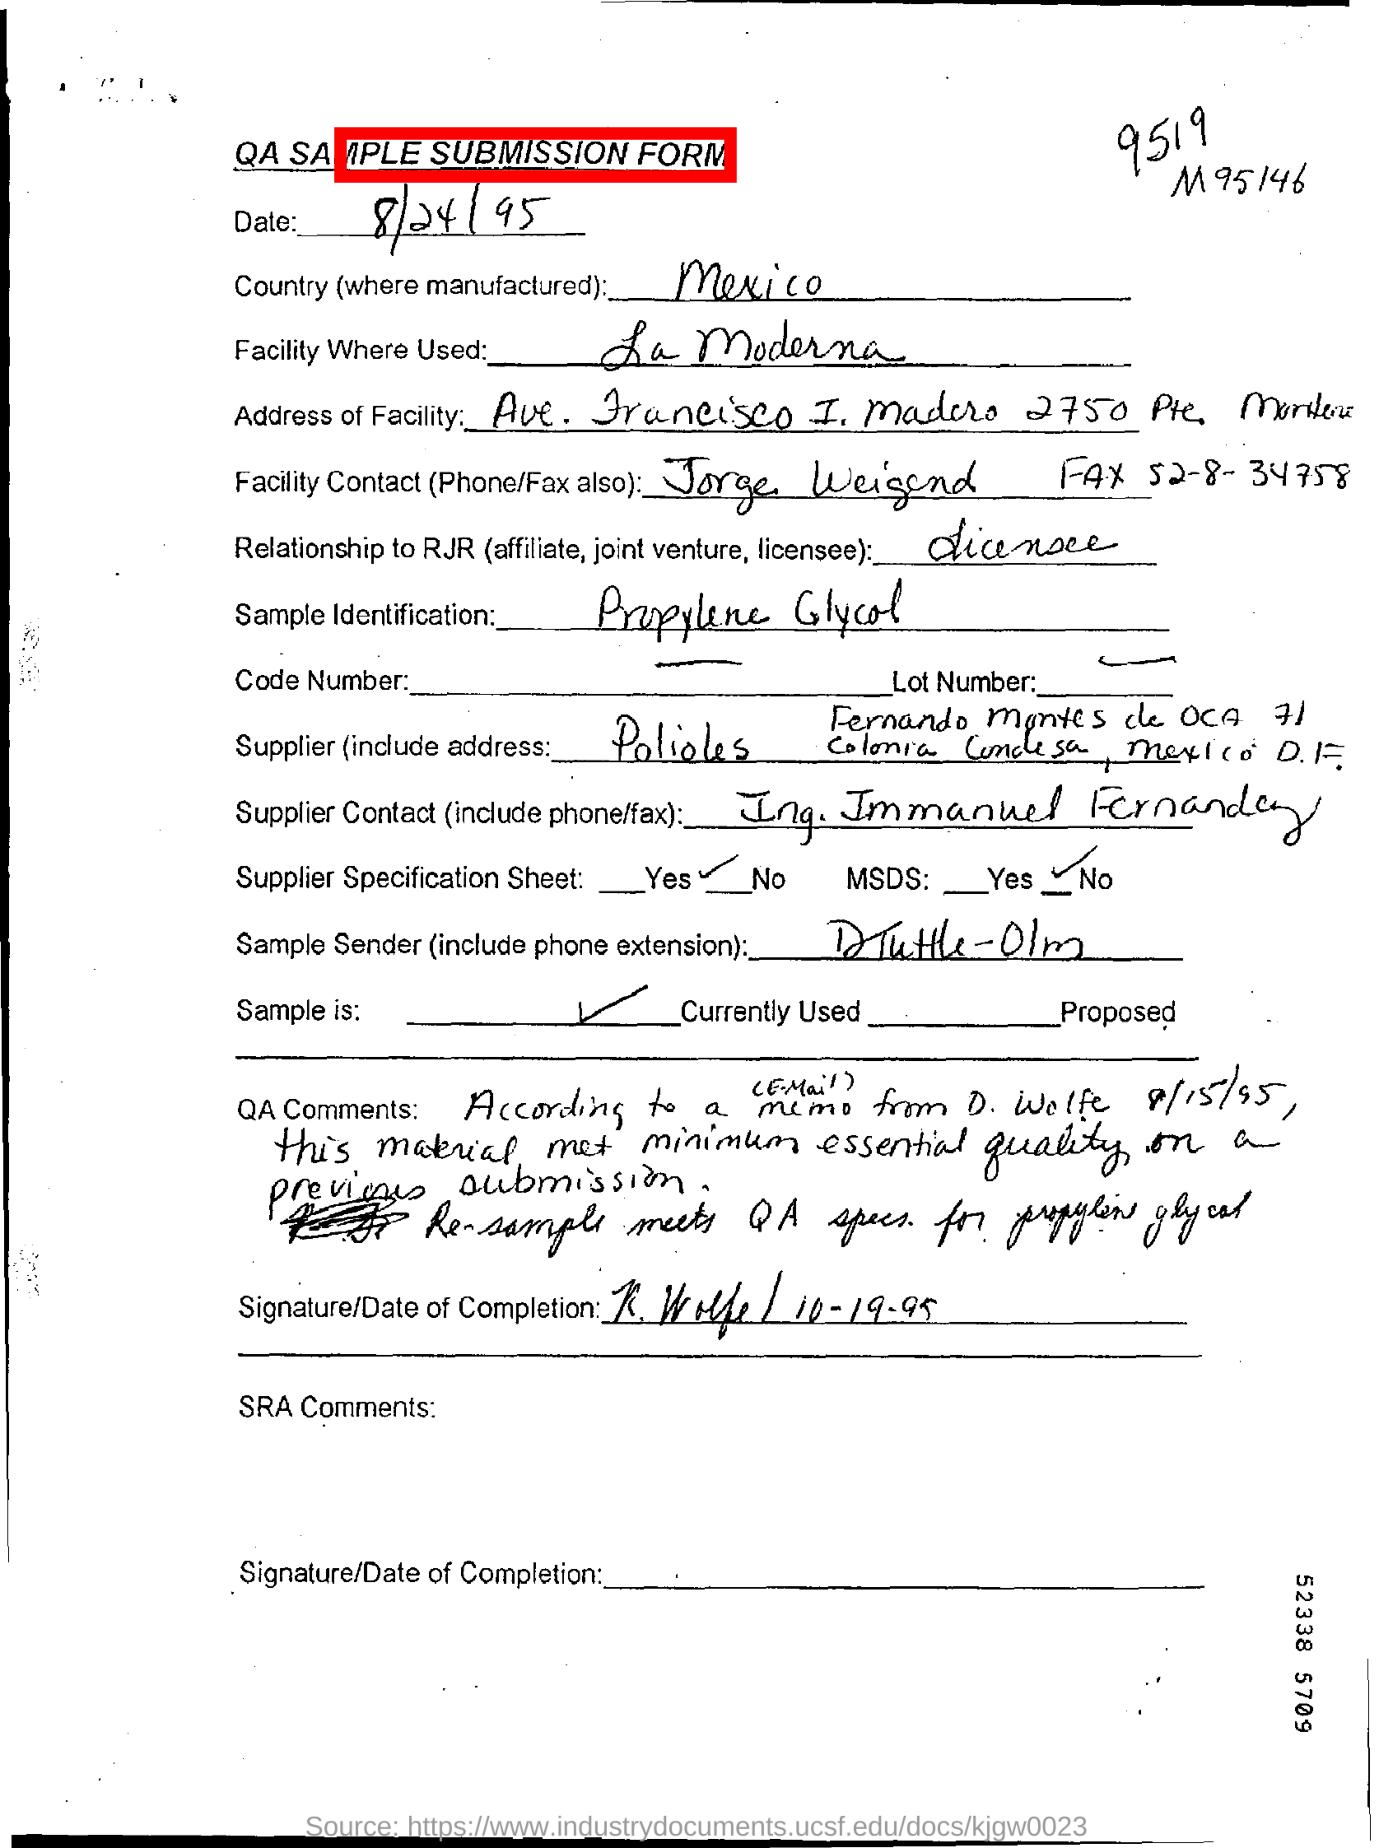 9519
M95146
QA SAMPLE SUBMISSION FORM
Date: 8/24/95
Country (where manufactured): Mexico
Facility Where Used: La Moderna
Address of Facility: Ave. Francisco I. Madero 2750 Pte.
Facility Contact (Phone/Fax also): Jorge Weigend FAX 52-8-34758
Relationship to RJR (affiliate, joint venture, licensee): Licensee
Sample Identification: Propylene Glycol
Code Number: — Lot Number: —
Fernando Montes de OCA 71
Supplier (include address: Polioles Colonia Condesa, Mexico D.F.
Supplier Contact (include phone/fax): Ing. Immanuel Fernandez
Supplier Specification Sheet: Yes ✓ No MSDS: Yes ✓ No
Sample Sender (include phone extension): D Tuttle-Olm
Sample is: ✓ Currently Used Proposed
(E-Mail)
QA Comments: According to a memo from D. Wolfe 8/15/95,
this material met minimum essential quality on a
previous submission.
Re-sample meets QA specs. for propylene glycol
Signature/Date of Completion: K. Wolfe / 10-19-95
SRA Comments:
Signature/Date of Completion:
52338 5709
Source: https://www.industrydocuments.ucsf.edu/docs/kjgw0023